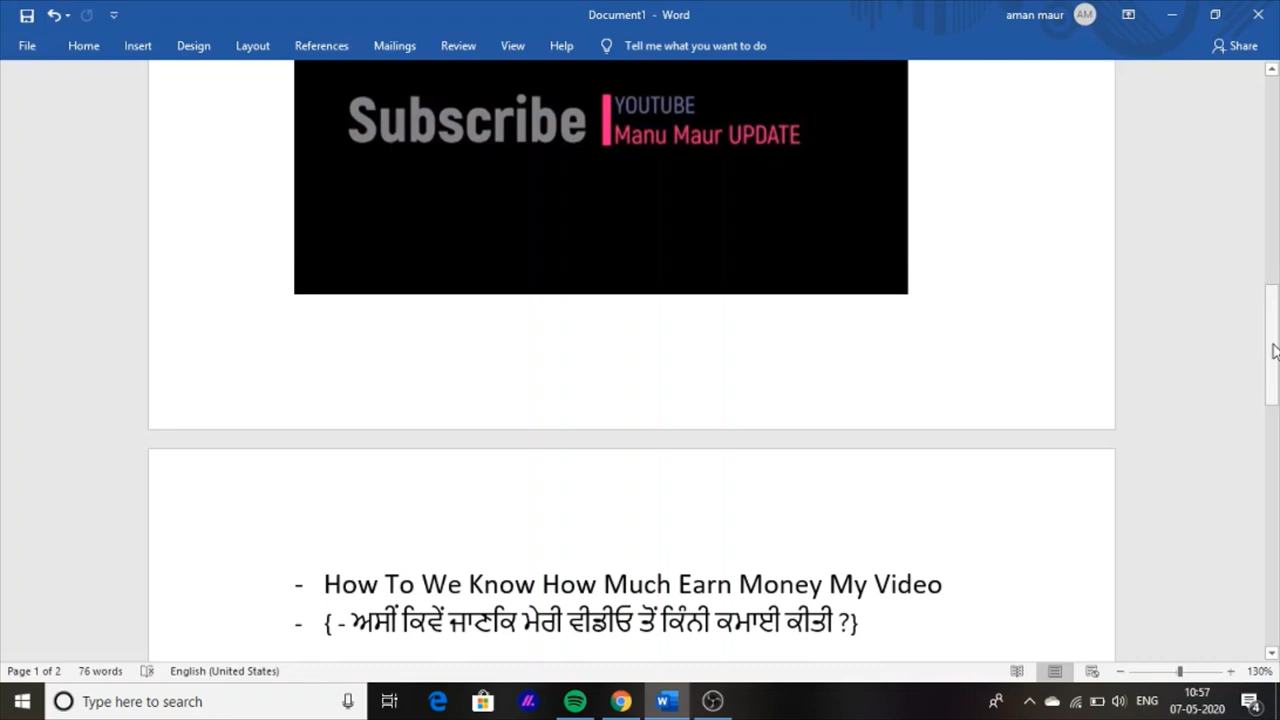 Document1 - Word
aman maur AM
File Home Insert Design Layout References Mailings Review View Help Tell me what you want to do Share
Subscribe
YOUTUBE
Manu Maur UPDATE
- How To We Know How Much Earn Money My Video
- { - ਅਸੀਂ ਕਿਵੇਂ ਜਾਣਕਿ ਮੇਰੀ ਵੀਡੀਓ ਤੋਂ ਕਿੰਨੀ ਕਮਾਈ ਕੀਤੀ ?}
Page 1 of 2 76 words English (United States) 130%
Type here to search ENG 10:57
07-05-2020 4